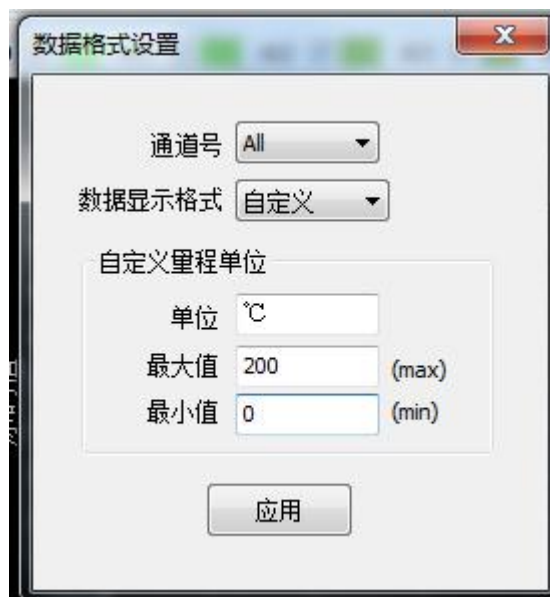 数据格式设置
通道号 All
数据显示格式 自定义
自定义量程单位
单位 ℃
最大值 200 (max)
最小值 0 (min)
应用